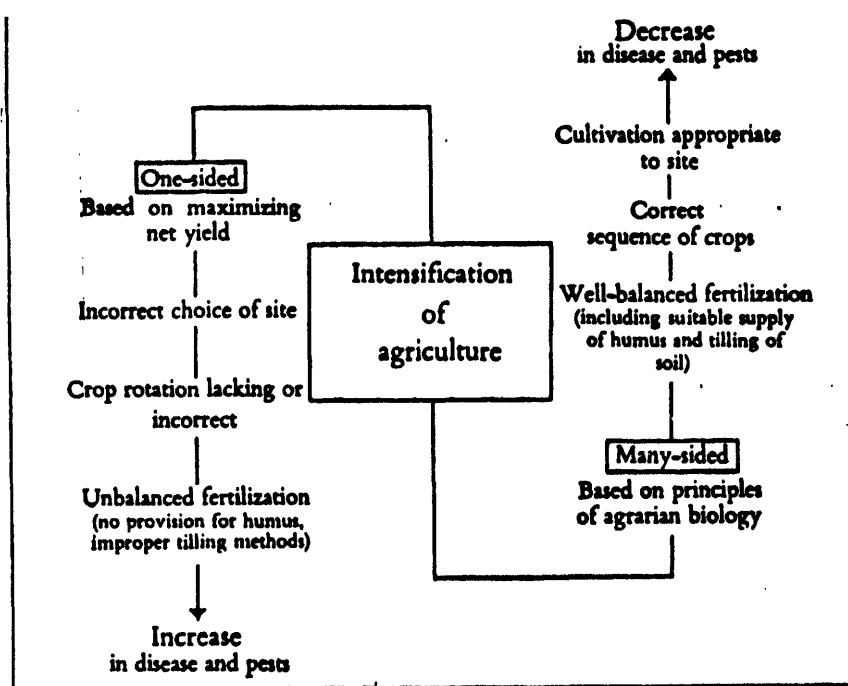 One-sided
Based on maximizing
net yield
Incorrect choice of site
Crop rotation lacking or
incorrect
Unbalanced fertilization
(no provision for humus,
improper tilling methods)
Increase
in disease and pests
Intensification
of
agriculture
Decrease
in disease and pests
Cultivation appropriate
to site
Correct
sequence of crops
Well-balanced fertilization
(including suitable supply
of humus and tilling of
soil)
Many-sided
Based on principles
of agrarian biology